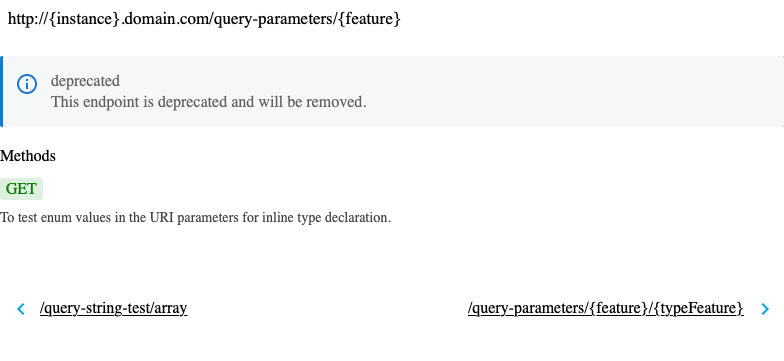 http://{instance}.domain.com/query-parameters/{feature}
deprecated
This endpoint is deprecated and will be removed.
Methods
GET
To test enum values in the URI parameters for inline type declaration.
/query-string-test/array
/query-parameters/{feature}/{typeFeature}